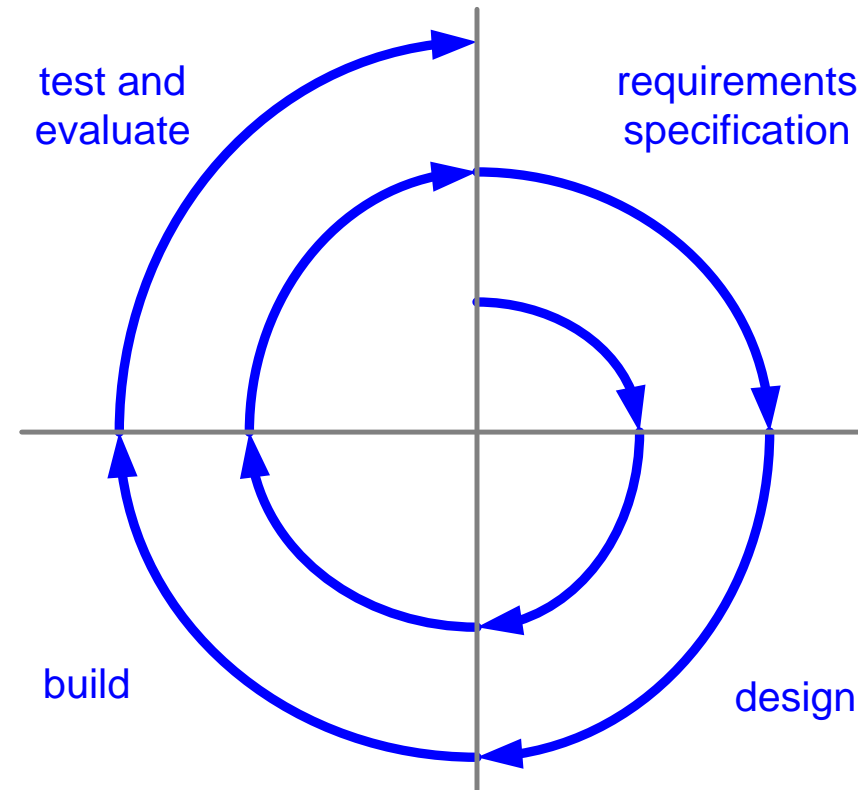 test and
evaluate
requirements
specification
build
design